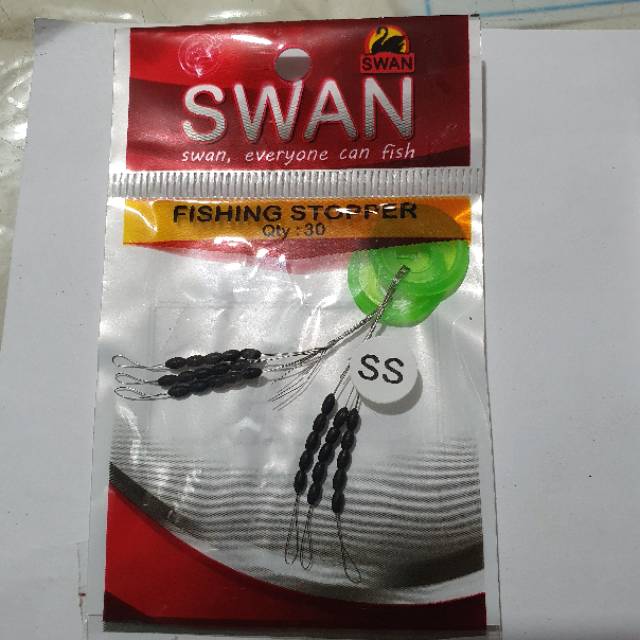 SWAN
SWAN
swan, everyone can fish
FISHING STOPPER
Qty : 30
SS